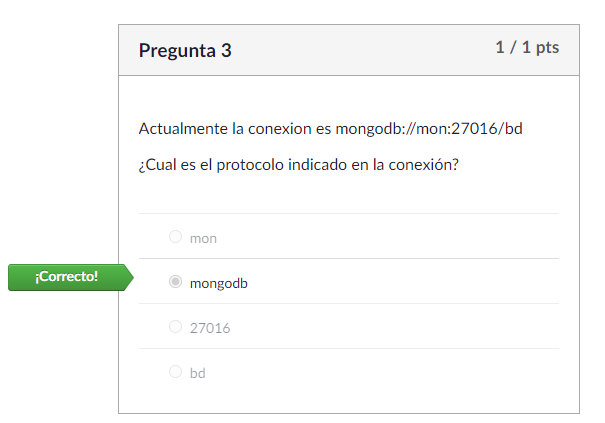 Pregunta 3
1 / 1 pts
Actualmente la conexion es mongodb://mon:27016/bd
¿Cual es el protocolo indicado en la conexión?
mon
¡Correcto!
mongodb
27016
bd